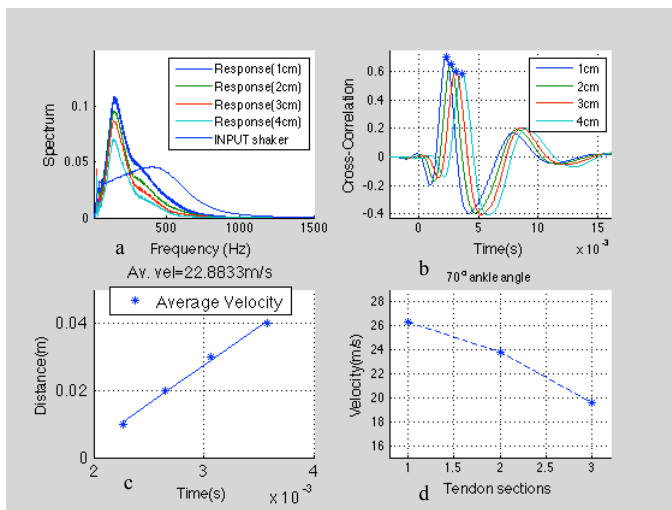 Response(1cm)
Response(2cm)
Response(3cm)
Response(4cm)
INPUT shaker
Spectrum
0.1
0.05
0
500
1000
1500
a
Frequency (Hz)
1cm
2cm
3cm
4cm
Cross-Correlation
0.6
0.2
-0.2
-0.4
0
5
10
15
b
Time(s)
x 10⁻³
Av. vel=22.8833m/s
Average Velocity
Distance(m)
0.04
0.02
0
2
3
4
c
Time(s)
x 10⁻³
70° ankle angle
Velocity(m/s)
28
26
24
22
20
18
16
1
1.5
2
2.5
3
d
Tendon sections